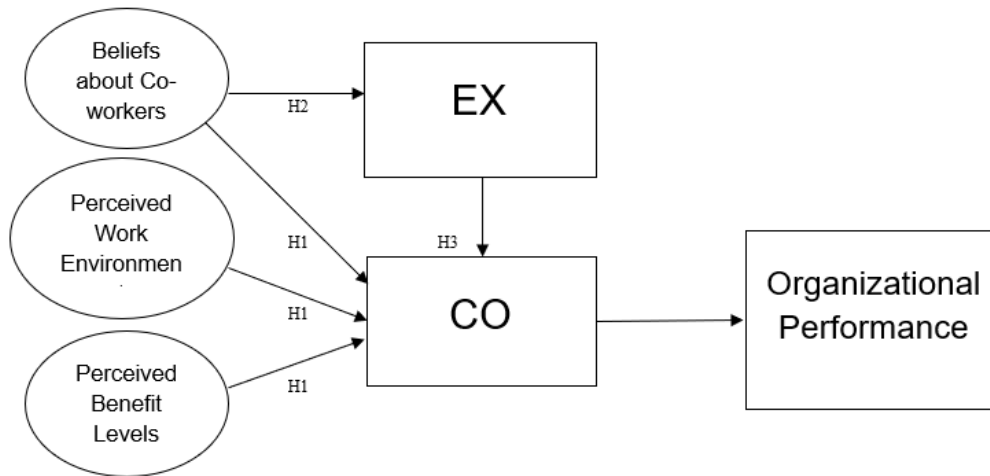 Beliefs
about Co-
workers
H2
EX
Perceived
Work
Environmen
H1
H3
H1
CO
Organizational
Performance
Perceived
Benefit
Levels
H1